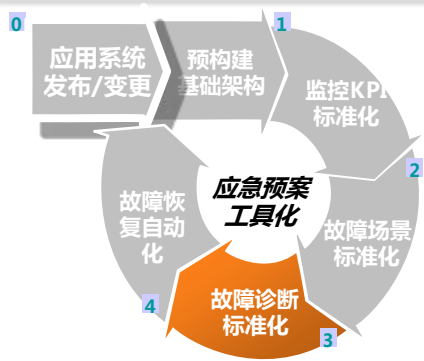 0
应用系统
发布/变更
预构建
基础架构
1
监控KPI
标准化
2
故障场景
标准化
3
故障诊断
标准化
4
故障恢
复自动
化
应急预案
工具化